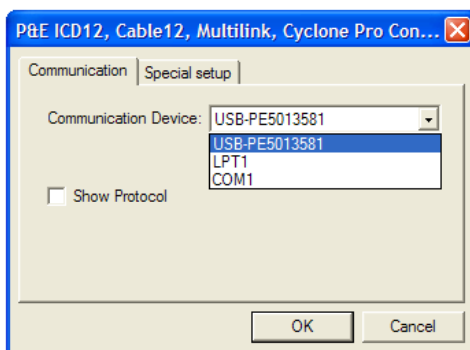 P&E ICD12, Cable12, Multilink, Cyclone Pro Con...
Communication Special setup
Communication Device: USB-PE5013581
USB-PE5013581
LPT1
COM1
Show Protocol
OK Cancel